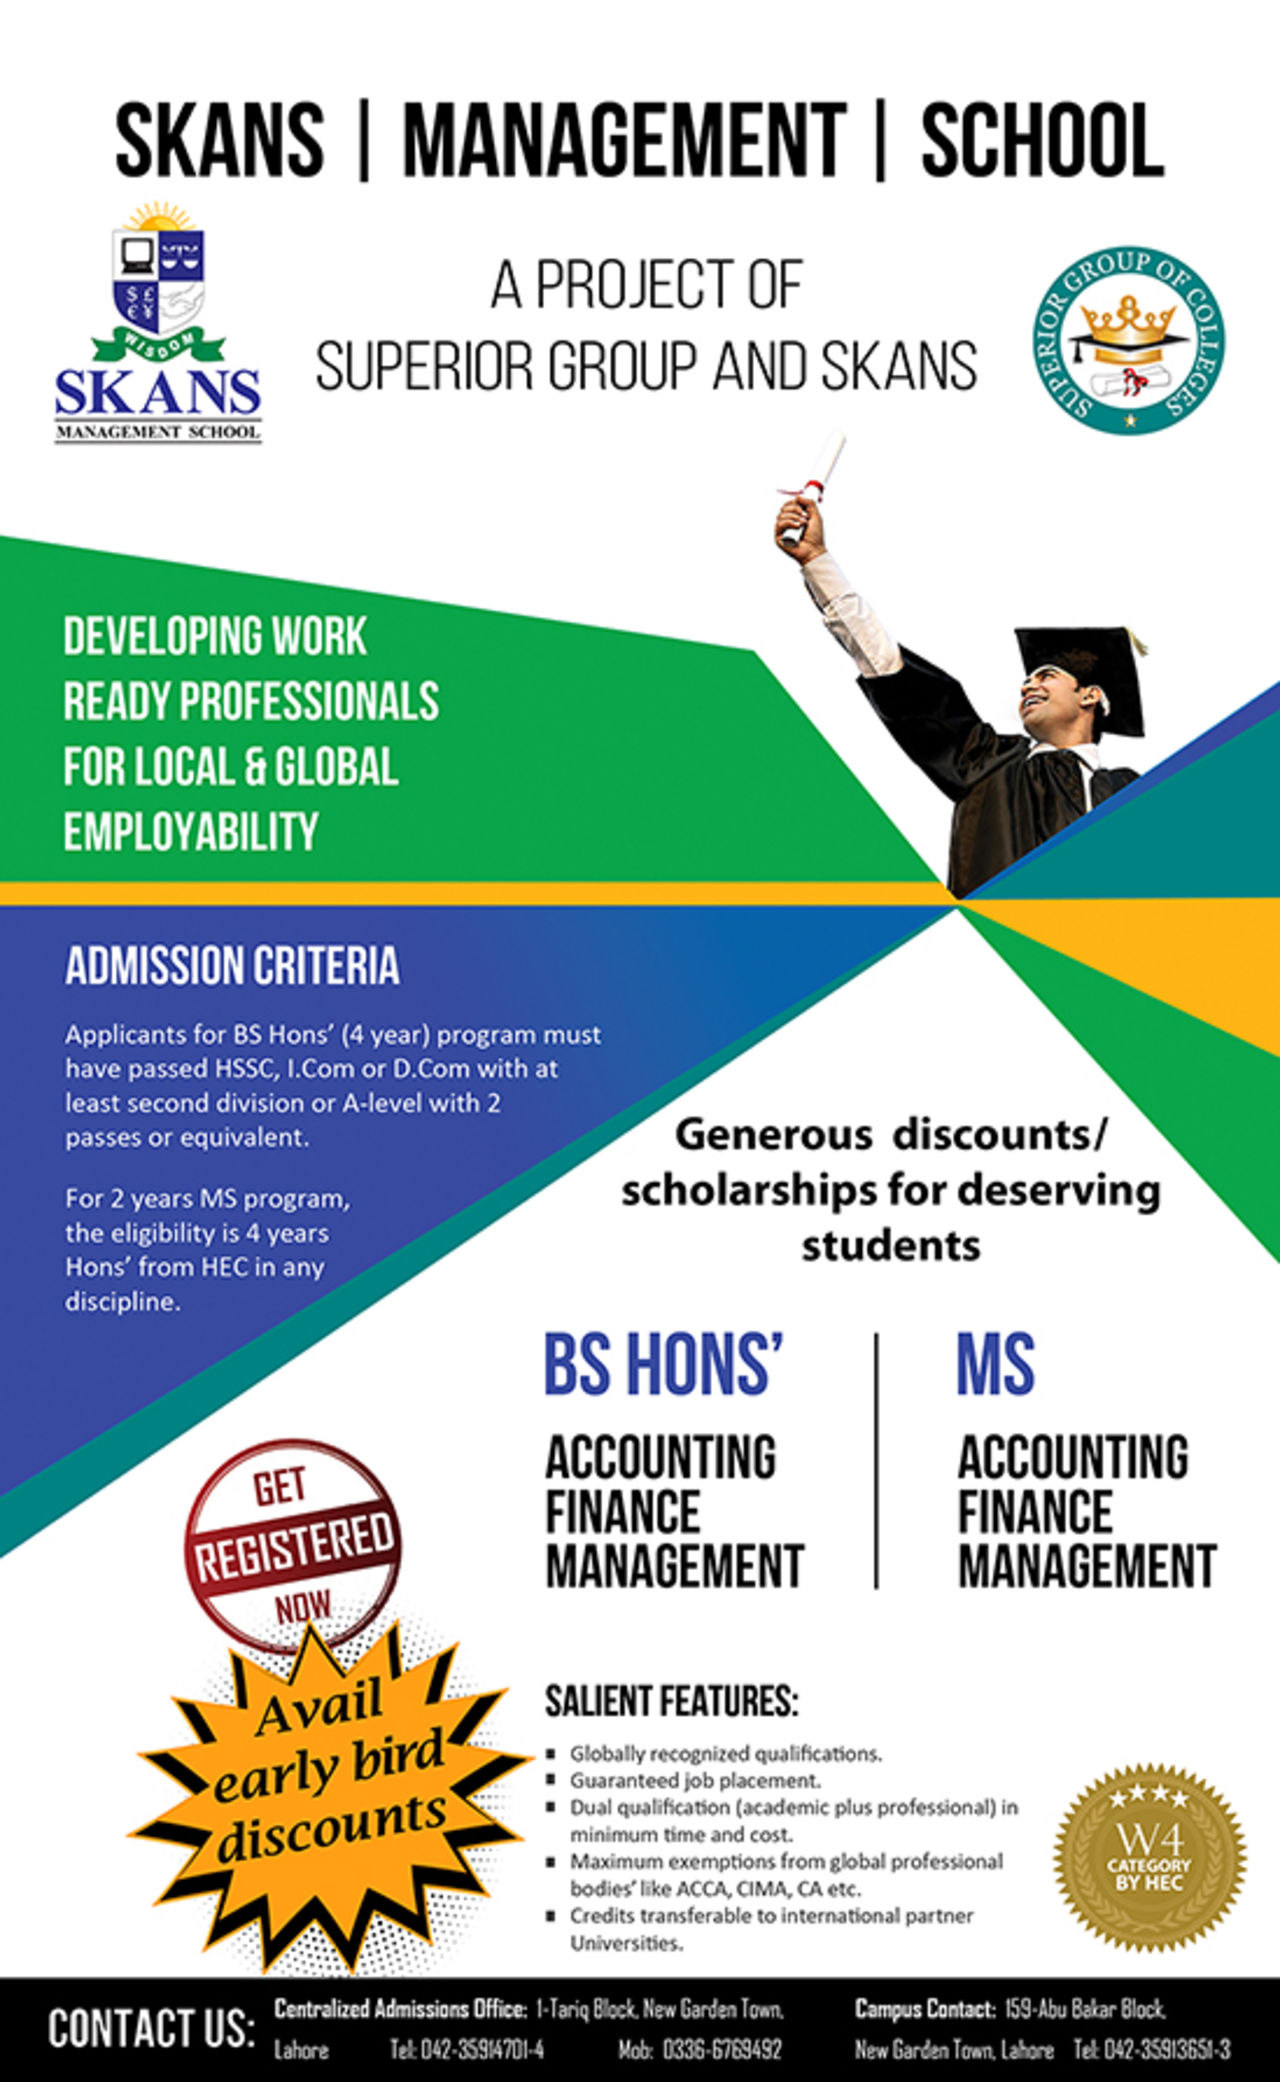 SKANS | MANAGEMENT | SCHOOL
WISDOM
SKANS
MANAGEMENT SCHOOL
A PROJECT OF
SUPERIOR GROUP AND SKANS
SUPERIOR GROUP OF COLLEGES
DEVELOPING WORK
READY PROFESSIONALS
FOR LOCAL & GLOBAL
EMPLOYABILITY
ADMISSION CRITERIA
Applicants for BS Hons’ (4 year) program must
have passed HSSC, I.Com or D.Com with at
least second division or A-level with 2
passes or equivalent.
For 2 years MS program,
the eligibility is 4 years
Hons’ from HEC in any
discipline.
Generous discounts/
scholarships for deserving
students
BS HONS’
ACCOUNTING
FINANCE
MANAGEMENT
MS
ACCOUNTING
FINANCE
MANAGEMENT
GET
REGISTERED
NOW
Avail
early bird
discounts
SALIENT FEATURES:
▪ Globally recognized qualifications.
▪ Guaranteed job placement.
▪ Dual qualification (academic plus professional) in
minimum time and cost.
▪ Maximum exemptions from global professional
bodies’ like ACCA, CIMA, CA etc.
▪ Credits transferable to international partner
Universities.
W4
CATEGORY
BY HEC
CONTACT US:
Centralized Admissions Office: 1-Tariq Block, New Garden Town,
Lahore Tel: 042-35914701-4 Mob: 0336-6769492
Campus Contact: 159-Abu Bakar Block,
New Garden Town, Lahore Tel: 042-35913651-3